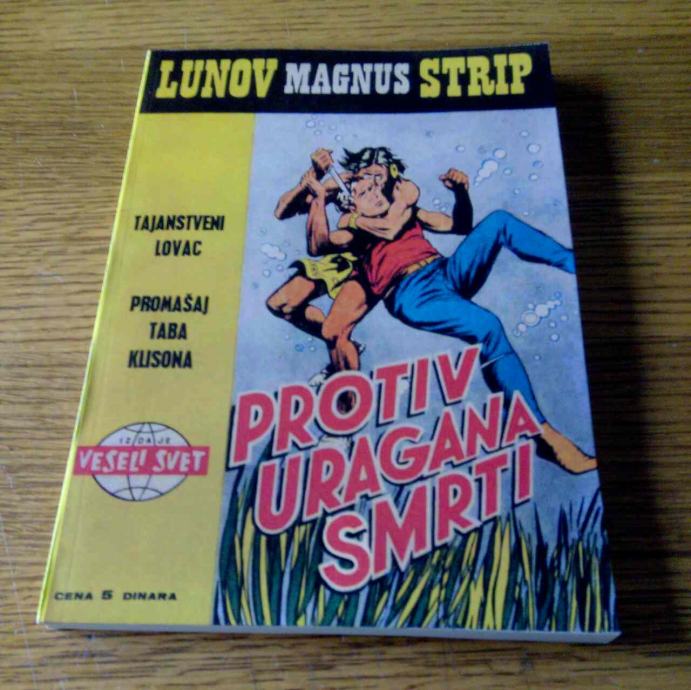 LUNOV MAGNUS STRIP
TAJANSTVENI
LOVAC
PROMAŠAJ
TABA
KLISONA
IZDAJE
VESELI SVET
PROTIV
URAGANA
SMRTI
CENA 5 DINARA